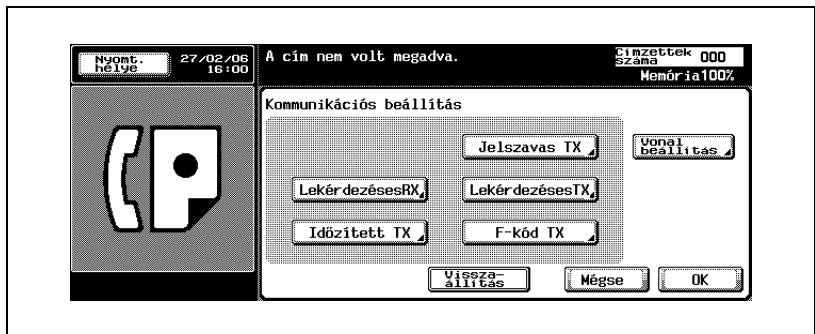 Nyomt.
helye
27/02/06
16:00
A cím nem volt megadva.
Címzettek
száma
000
Memória100%
Kommunikációs beállítás
Jelszavas TX
Vonal
beállítás
LekérdezésesRX
LekérdezésesTX
Időzített TX
F-kód TX
Vissza-
állítás
Mégse
OK